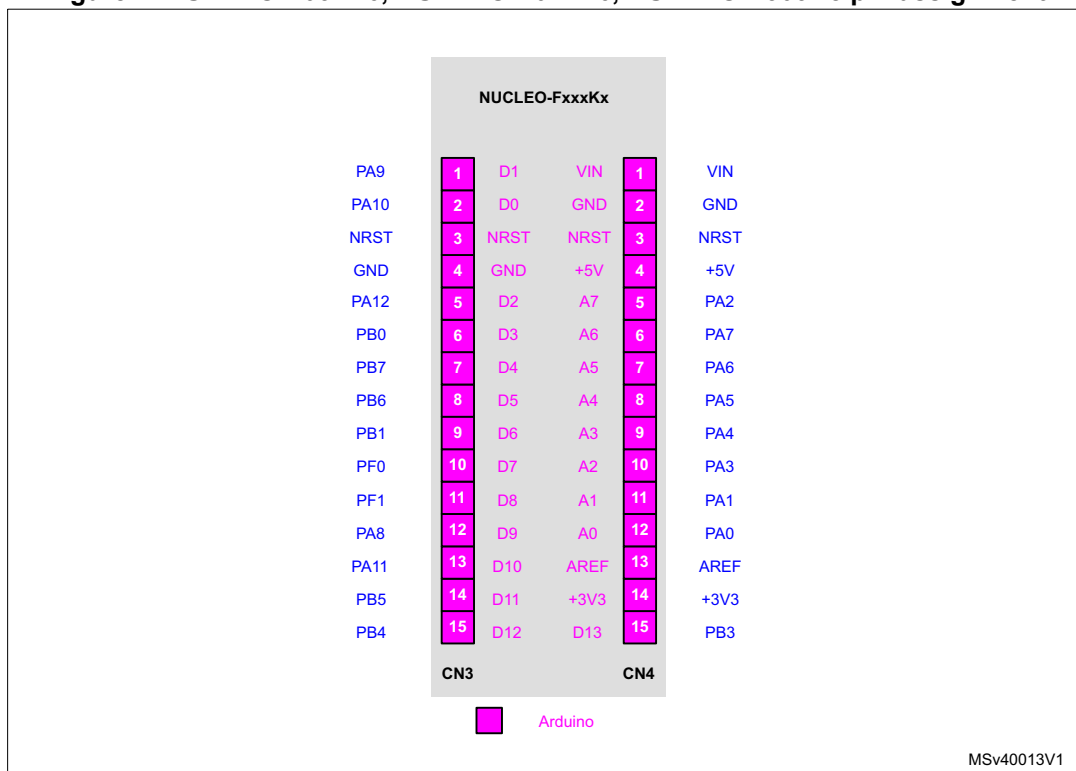 NUCLEO-FxxxKx
PA9 1 D1 VIN 1 VIN
PA10 2 D0 GND 2 GND
NRST 3 NRST NRST 3 NRST
GND 4 GND +5V 4 +5V
PA12 5 D2 A7 5 PA2
PB0 6 D3 A6 6 PA7
PB7 7 D4 A5 7 PA6
PB6 8 D5 A4 8 PA5
PB1 9 D6 A3 9 PA4
PF0 10 D7 A2 10 PA3
PF1 11 D8 A1 11 PA1
PA8 12 D9 A0 12 PA0
PA11 13 D10 AREF 13 AREF
PB5 14 D11 +3V3 14 +3V3
PB4 15 D12 D13 15 PB3
CN3 CN4
Arduino
MSv40013V1